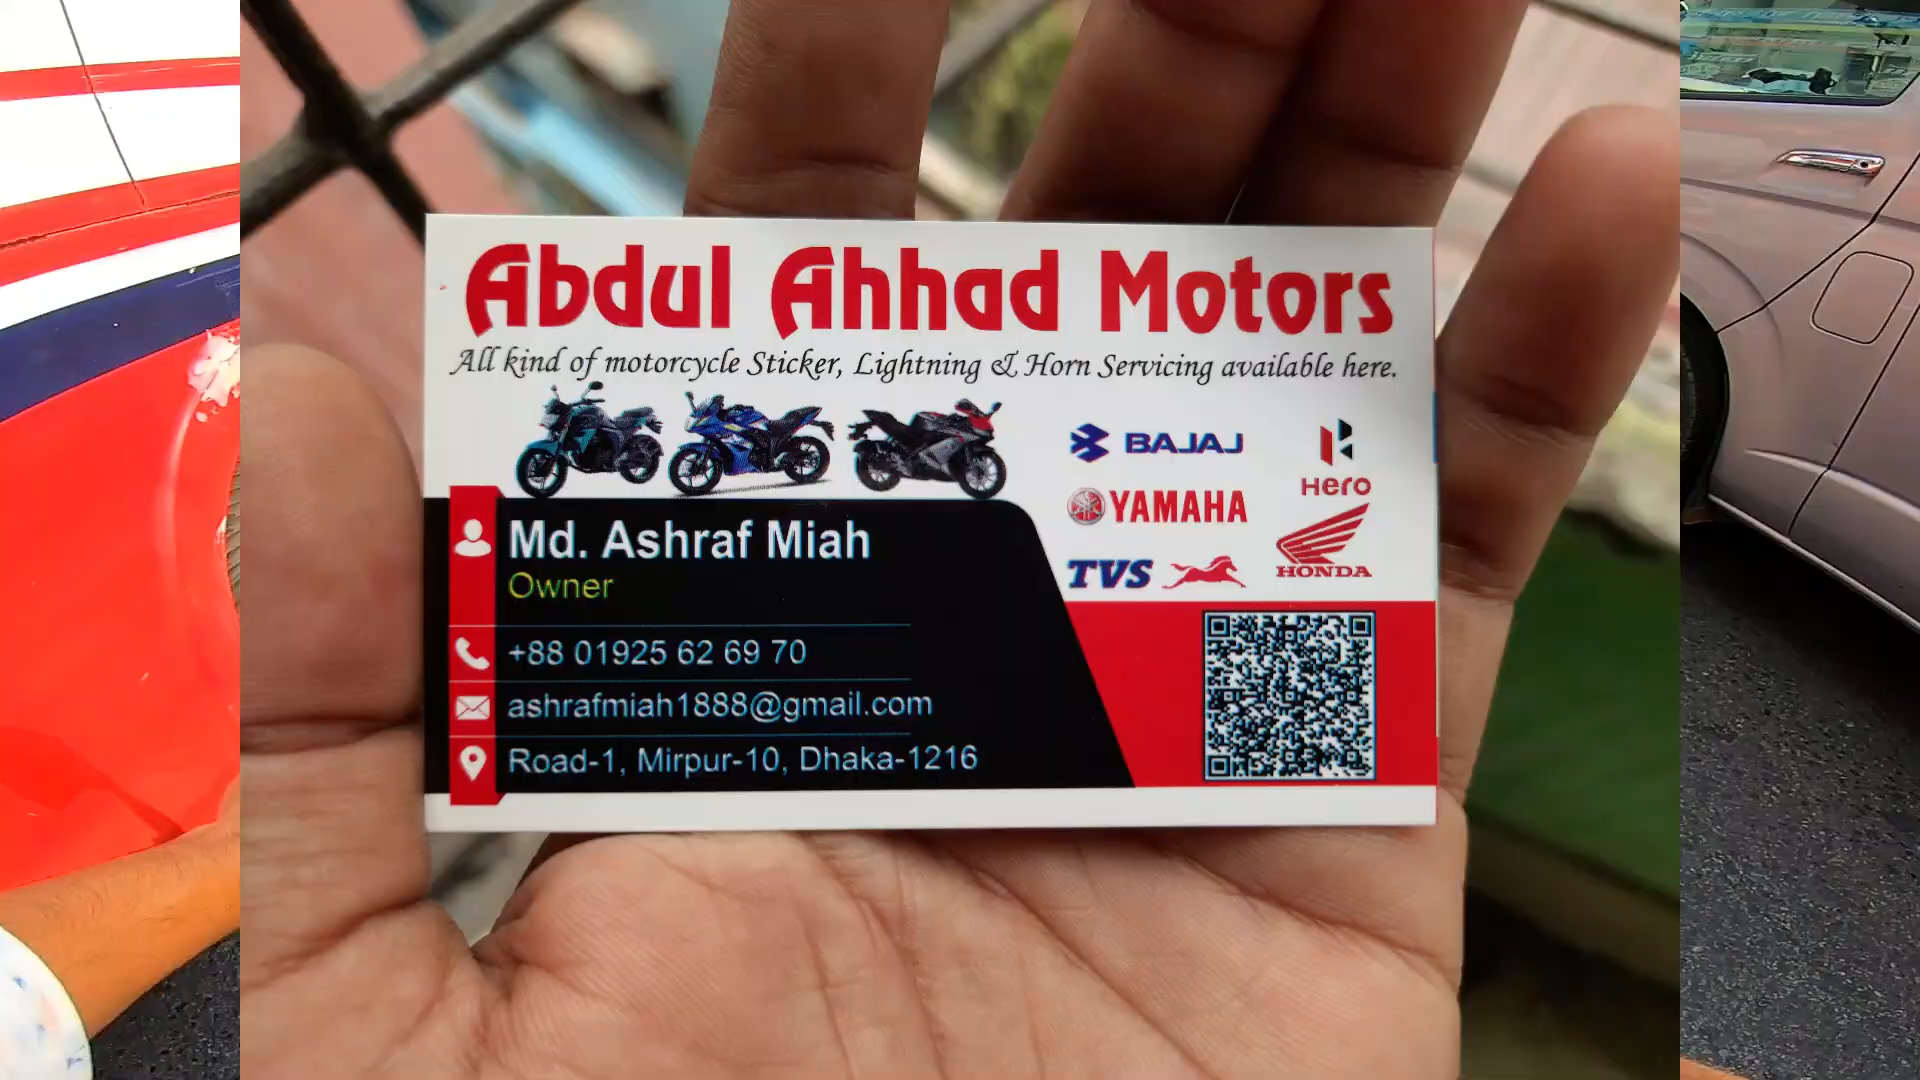 Abdul Ahhad Motors
All kind of motorcycle Sticker, Lightning & Horn Servicing available here.
BAJAJ
Hero
YAMAHA
HONDA
TVS
Md. Ashraf Miah
Owner
+88 01925 62 69 70
ashrafmiah1888@gmail.com
Road-1, Mirpur-10, Dhaka-1216